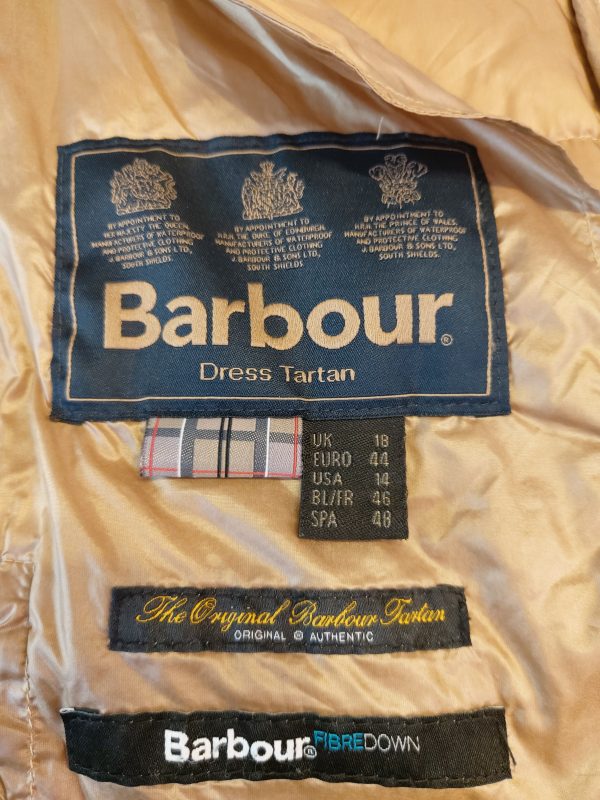 BY APPOINTMENT TO
HER MAJESTY THE QUEEN,
MANUFACTURERS OF WATERPROOF
AND PROTECTIVE CLOTHING
J. BARBOUR & SONS LTD,
SOUTH SHIELDS.
BY APPOINTMENT TO
H.R.H. THE DUKE OF EDINBURGH,
MANUFACTURERS OF WATERPROOF
AND PROTECTIVE CLOTHING
J. BARBOUR & SONS LTD,
SOUTH SHIELDS.
BY APPOINTMENT TO
H.R.H. THE PRINCE OF WALES,
MANUFACTURERS OF WATERPROOF
AND PROTECTIVE CLOTHING
J. BARBOUR & SONS LTD,
SOUTH SHIELDS.
Barbour®
Dress Tartan
UK 18
EURO 44
USA 14
BL/FR 46
SPA 48
The Original Barbour Tartan
ORIGINAL ® AUTHENTIC
Barbour® FIBREDOWN